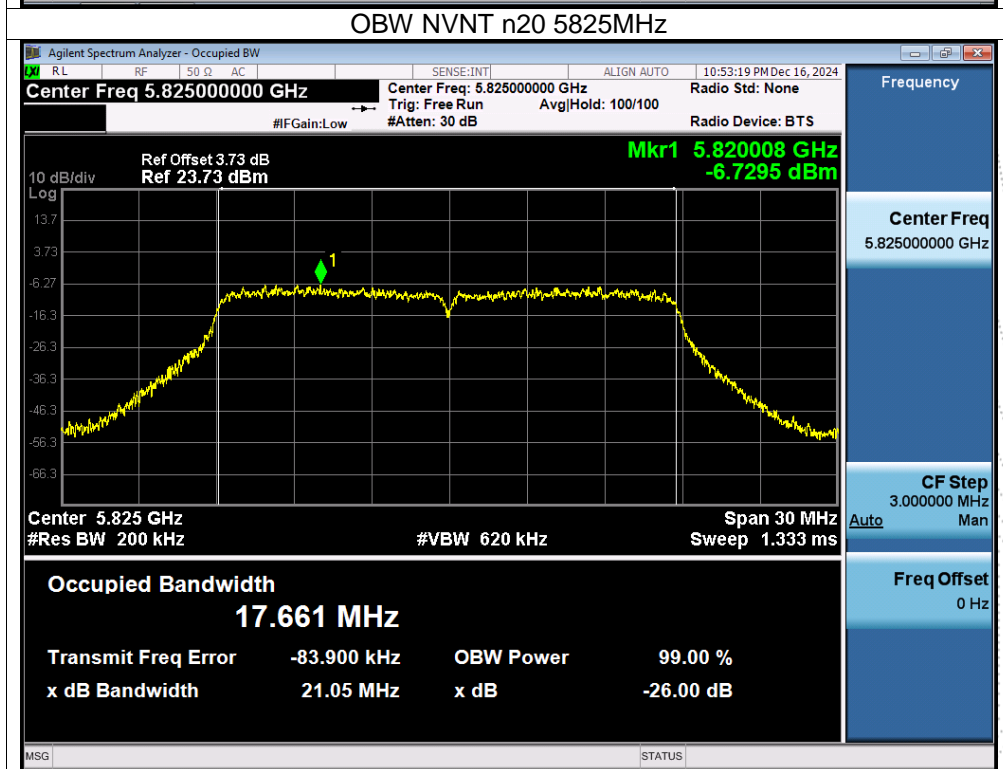 OBW NVNT n20 5825MHz
Agilent Spectrum Analyzer - Occupied BW
LXI RL RF 50 Ω AC SENSE:INT ALIGN AUTO 10:53:19 PM Dec 16, 2024
Center Freq 5.825000000 GHz Center Freq: 5.825000000 GHz Radio Std: None
Trig: Free Run Avg|Hold: 100/100
#IFGain:Low #Atten: 30 dB Radio Device: BTS
Frequency
Mkr1 5.820008 GHz
-6.7295 dBm
Ref Offset 3.73 dB
10 dB/div Ref 23.73 dBm
Log
13.7
3.73
-6.27
-16.3
-26.3
-36.3
-46.3
-56.3
-66.3
1
Center 5.825 GHz Span 30 MHz
#Res BW 200 kHz #VBW 620 kHz Sweep 1.333 ms
Center Freq
5.825000000 GHz
CF Step
3.000000 MHz
Auto Man
Freq Offset
0 Hz
Occupied Bandwidth
17.661 MHz
Transmit Freq Error -83.900 kHz OBW Power 99.00 %
x dB Bandwidth 21.05 MHz x dB -26.00 dB
MSG STATUS